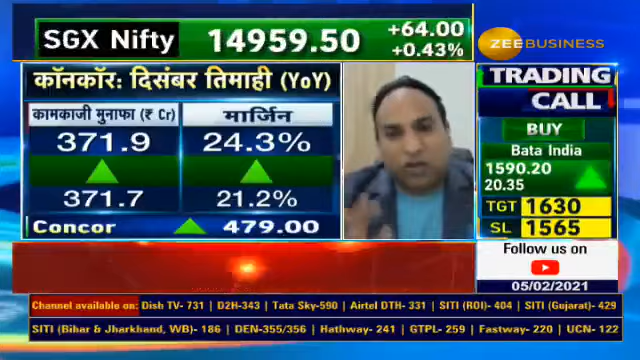 SGX Nifty 14959.50 +64.00
+0.43%
ZEEBUSINESS
कॉनकॉर: दिसंबर तिमाही (YoY)
कामकाजी मुनाफा (₹ Cr) मार्जिन
371.9 24.3%
371.7 21.2%
Concor 479.00
TRADING
CALL
BUY
Bata India
1590.20
20.35
TGT 1630
SL 1565
Follow us on
05/02/2021
Channel available on: Dish TV- 731 | D2H-343 | Tata Sky-590 | Airtel DTH- 331 | SITI (ROI)- 404 | SITI (Gujarat)- 429
SITI (Bihar & Jharkhand, WB)- 186 | DEN-355/356 | Hathway- 241 | GTPL- 259 | Fastway- 220 | UCN- 122